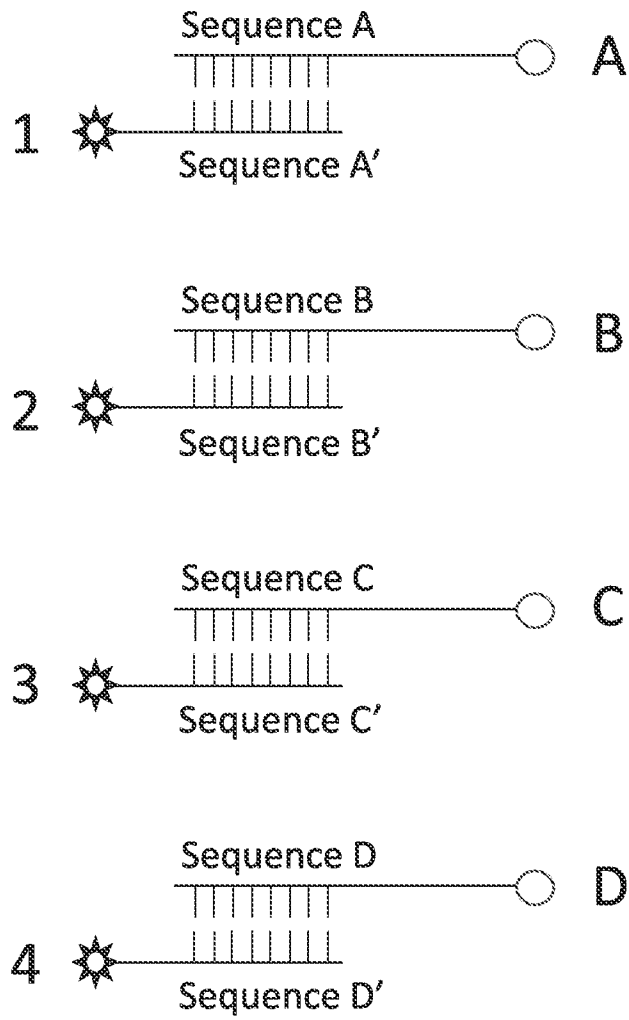 Sequence A
A
1
Sequence A′
Sequence B
B
2
Sequence B′
Sequence C
C
3
Sequence C′
Sequence D
D
4
Sequence D′